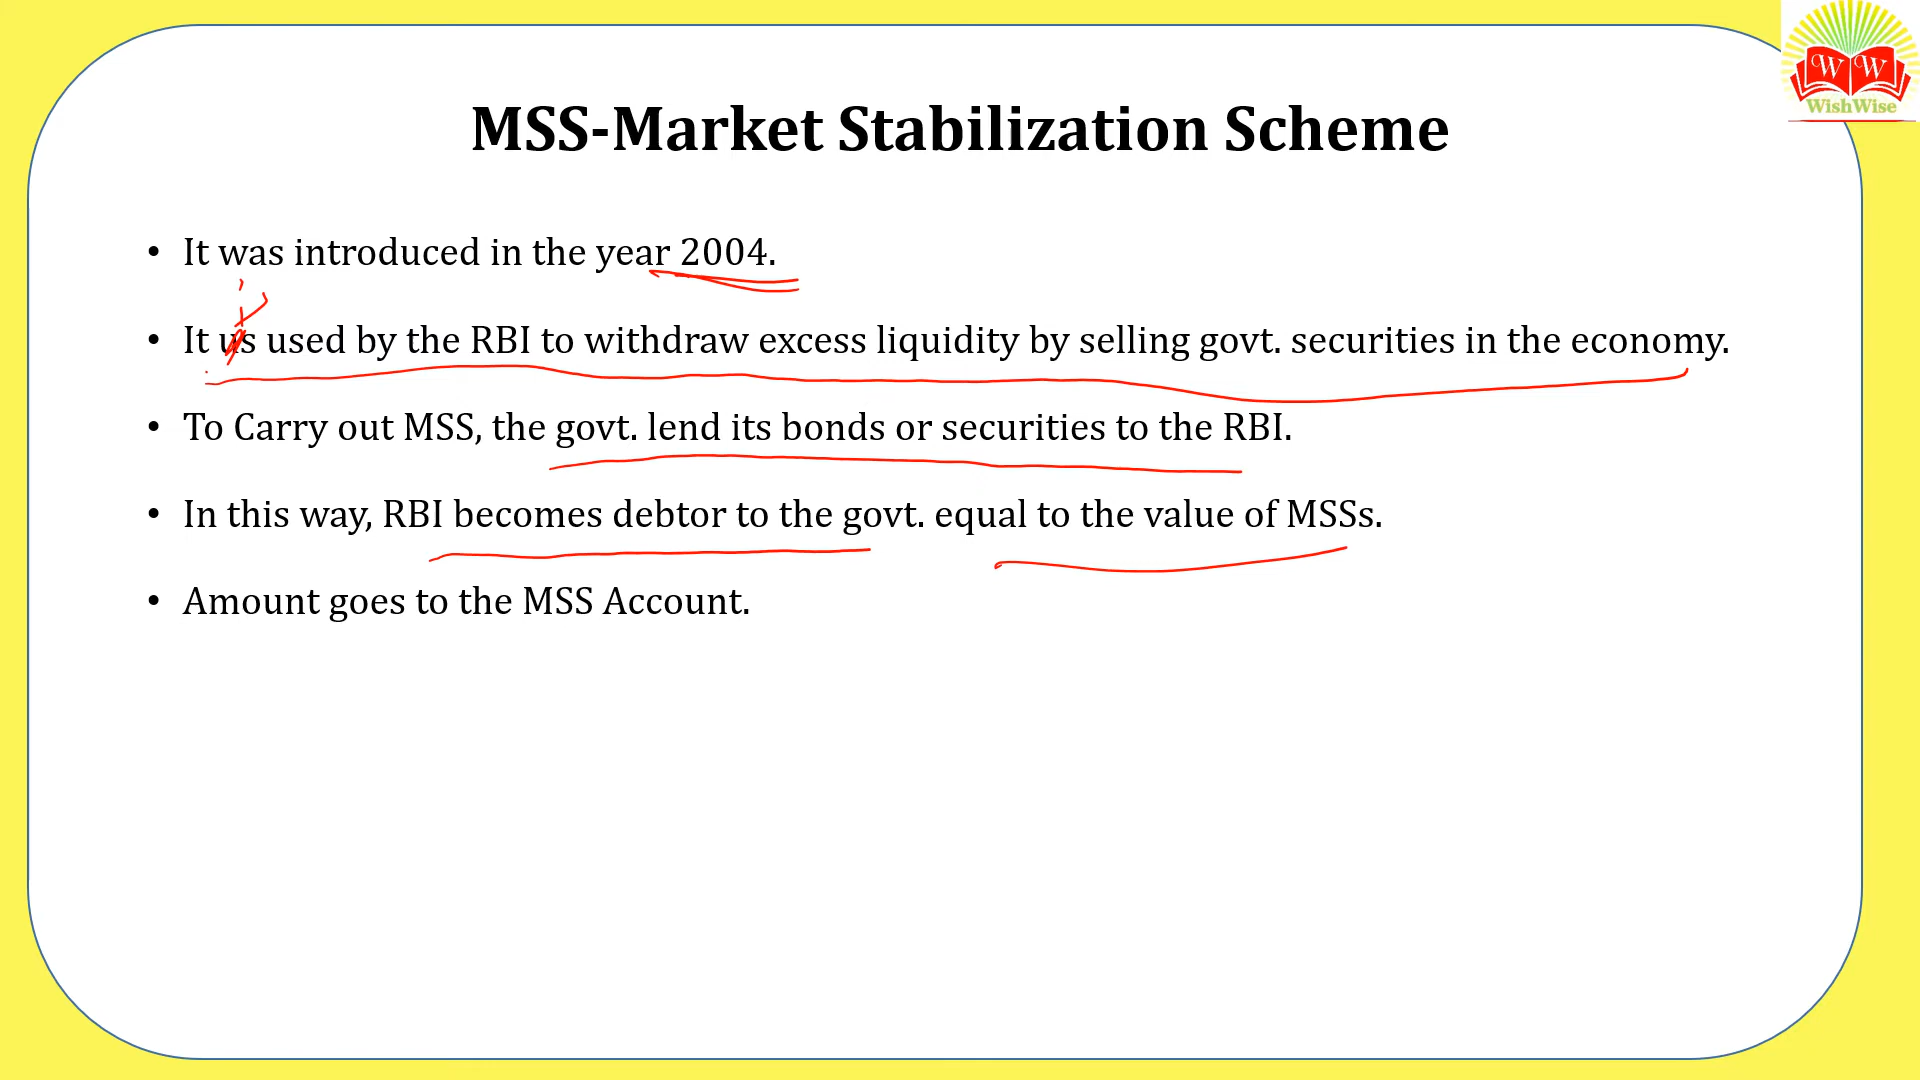 W W
WishWise
MSS-Market Stabilization Scheme
• It was introduced in the year 2004.
• It us used by the RBI to withdraw excess liquidity by selling govt. securities in the economy.
• To Carry out MSS, the govt. lend its bonds or securities to the RBI.
• In this way, RBI becomes debtor to the govt. equal to the value of MSSs.
• Amount goes to the MSS Account.